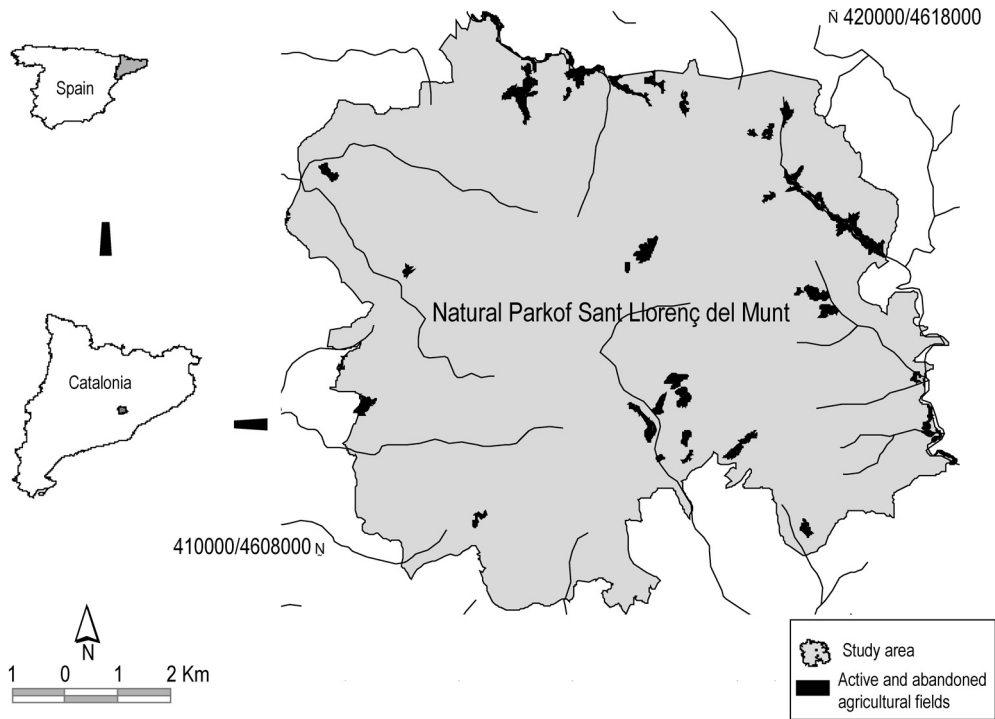 Ñ 420000/4618000
Spain
Natural Parkof Sant Llorenç del Munt
Catalonia
410000/4608000 N
N
1 0 1 2 Km
Study area
Active and abandoned
agricultural fields